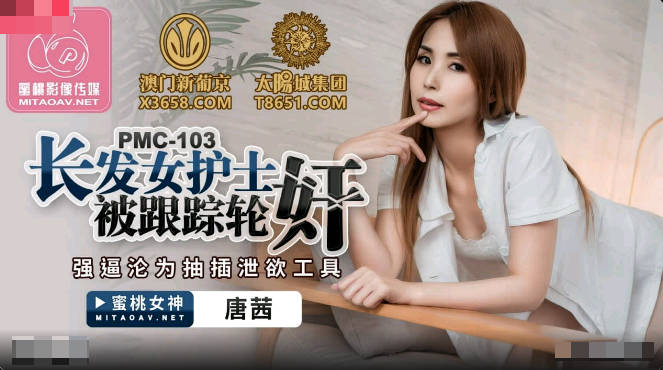 蜜桃影像传媒
MITAOAV.NET
澳门新葡京
X3658.COM
太阳城集团
T8651.COM
PMC-103
长发女护士
被跟踪轮奸
强逼沦为抽插泄欲工具
蜜桃女神
MITAOAV.NET
唐茜